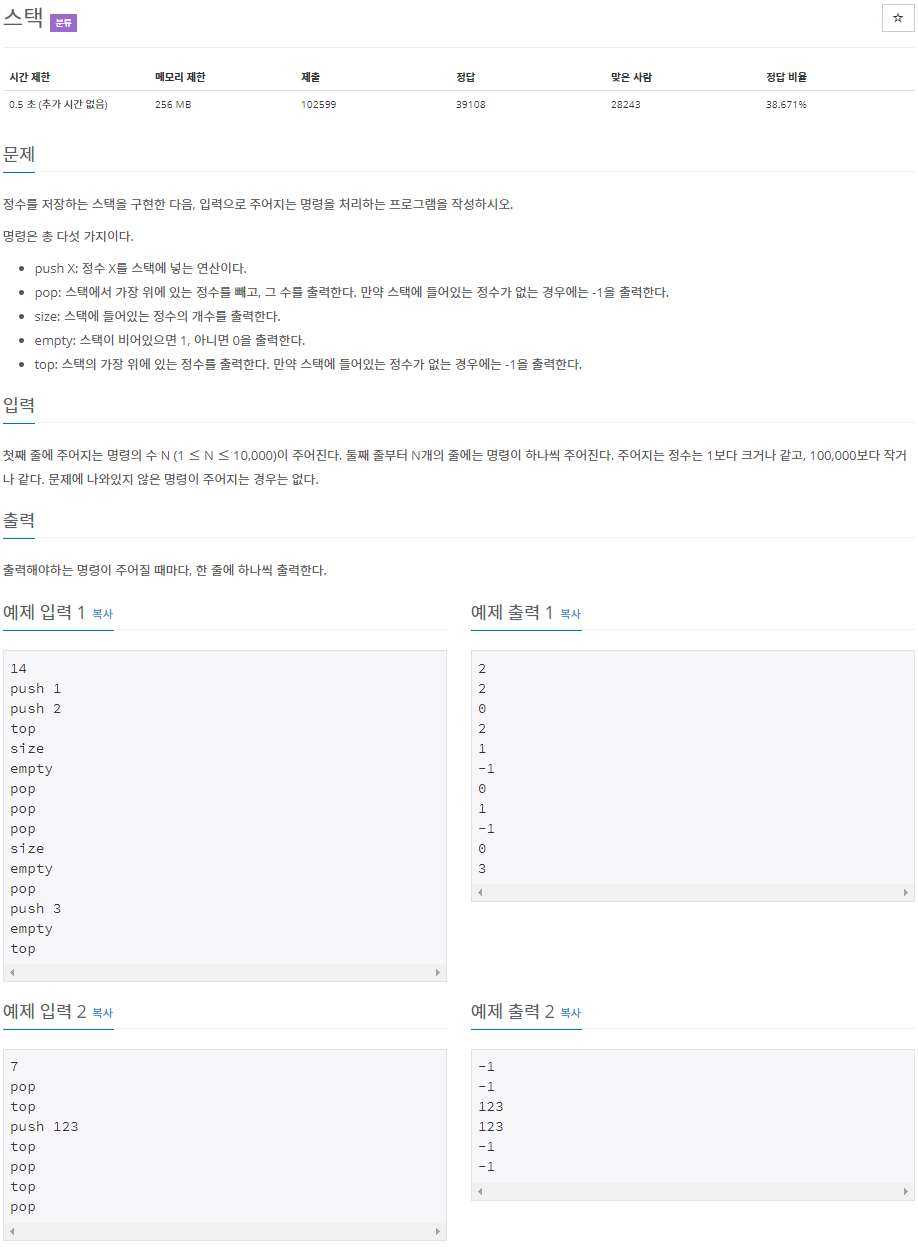 스택 분류
☆
시간 제한 메모리 제한 제출 정답 맞은 사람 정답 비율
0.5 초 (추가 시간 없음) 256 MB 102599 39108 28243 38.671%
문제
정수를 저장하는 스택을 구현한 다음, 입력으로 주어지는 명령을 처리하는 프로그램을 작성하시오.
명령은 총 다섯 가지이다.
• push X: 정수 X를 스택에 넣는 연산이다.
• pop: 스택에서 가장 위에 있는 정수를 빼고, 그 수를 출력한다. 만약 스택에 들어있는 정수가 없는 경우에는 -1을 출력한다.
• size: 스택에 들어있는 정수의 개수를 출력한다.
• empty: 스택이 비어있으면 1, 아니면 0을 출력한다.
• top: 스택의 가장 위에 있는 정수를 출력한다. 만약 스택에 들어있는 정수가 없는 경우에는 -1을 출력한다.
입력
첫째 줄에 주어지는 명령의 수 N (1 ≤ N ≤ 10,000)이 주어진다. 둘째 줄부터 N개의 줄에는 명령이 하나씩 주어진다. 주어지는 정수는 1보다 크거나 같고, 100,000보다 작거
나 같다. 문제에 나와있지 않은 명령이 주어지는 경우는 없다.
출력
출력해야하는 명령이 주어질 때마다, 한 줄에 하나씩 출력한다.
예제 입력 1 복사
14
push 1
push 2
top
size
empty
pop
pop
pop
size
empty
pop
push 3
empty
top
예제 출력 1 복사
2
2
0
2
1
-1
0
1
-1
0
3
예제 입력 2 복사
7
pop
top
push 123
top
pop
top
pop
예제 출력 2 복사
-1
-1
123
123
-1
-1